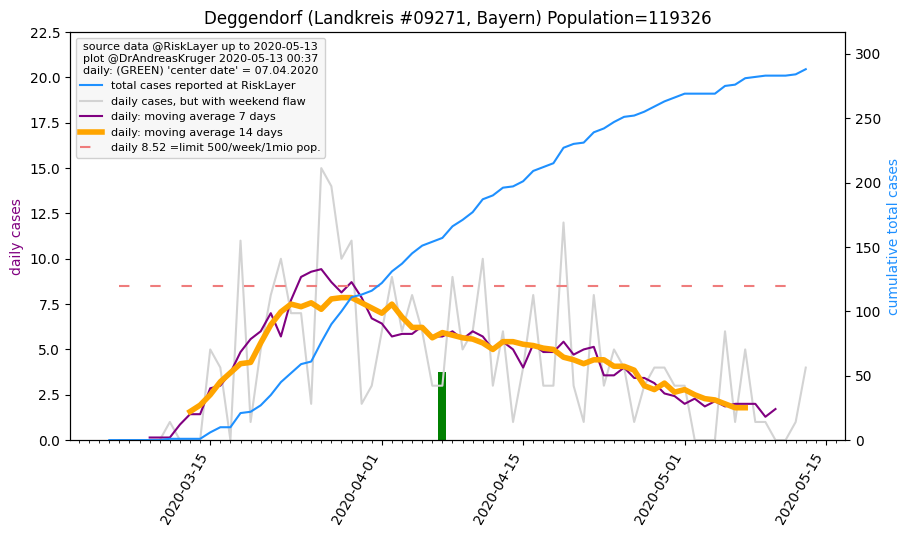 Deggendorf (Landkreis #09271, Bayern) Population=119326
source data @RiskLayer up to 2020-05-13
plot @DrAndreasKruger 2020-05-13 00:37
daily: (GREEN) 'center date' = 07.04.2020
total cases reported at RiskLayer
daily cases, but with weekend flaw
daily: moving average 7 days
daily: moving average 14 days
daily 8.52 =limit 500/week/1mio pop.
daily cases
22.5
20.0
17.5
15.0
12.5
10.0
7.5
5.0
2.5
0.0
300
250
200
150
100
50
0
cumulative total cases
2020-03-15
2020-04-01
2020-04-15
2020-05-01
2020-05-15